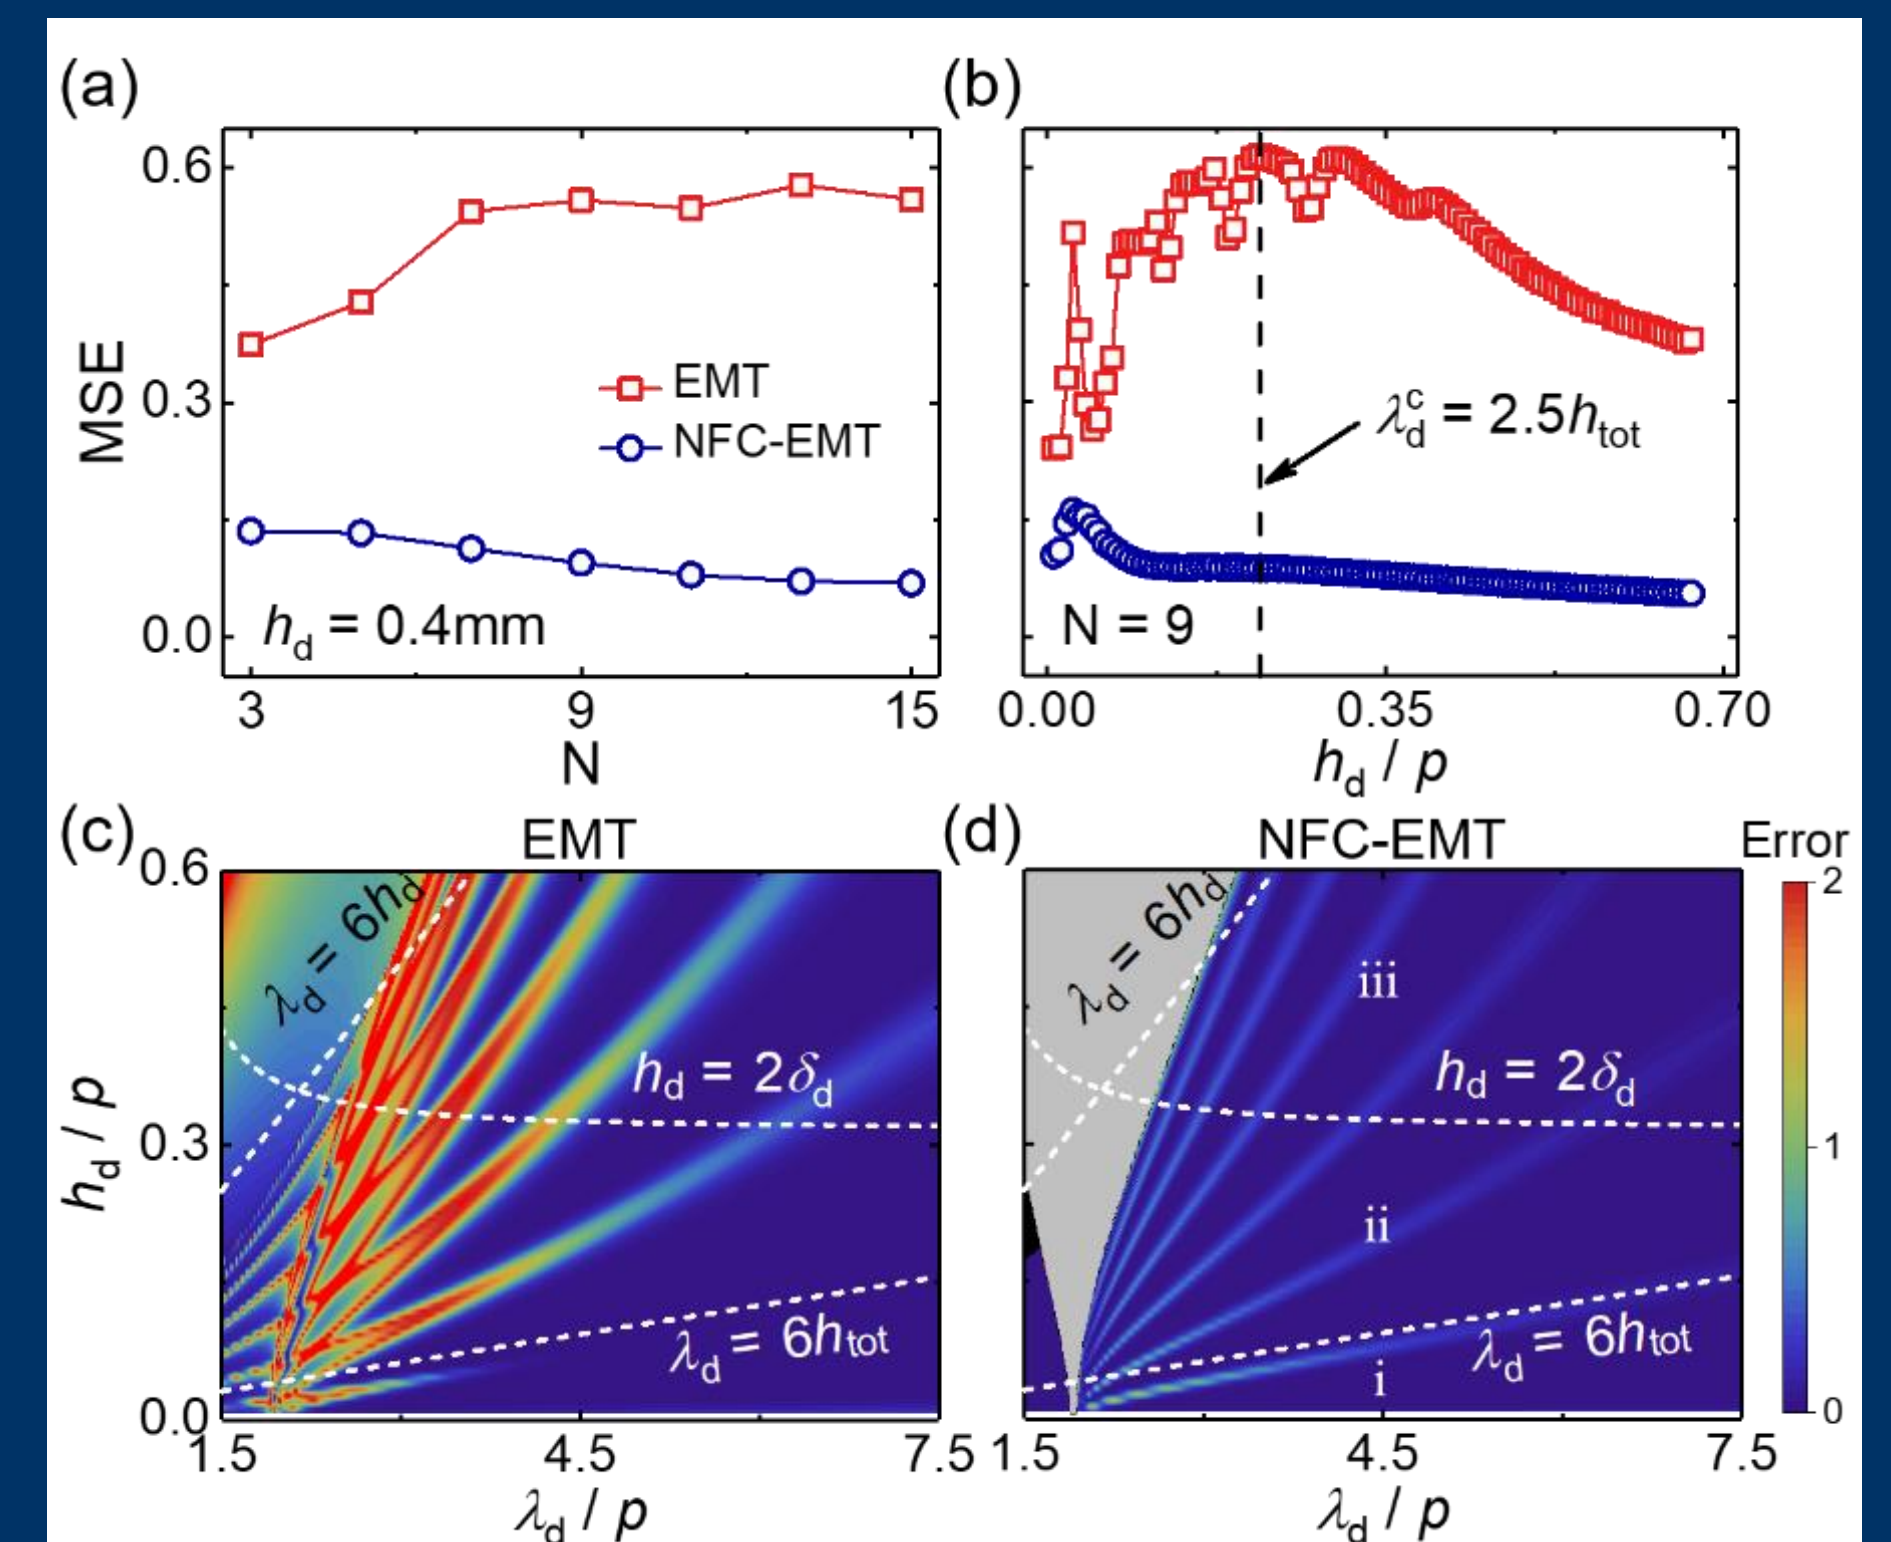 (a)
(b)
0.6
0.3
0.0
MSE
EMT
NFC-EMT
h_d = 0.4mm
3 9 15
N
λ_d^c = 2.5h_tot
N = 9
0.00 0.35 0.70
h_d / p
(c)
EMT
(d)
NFC-EMT
Error
0.6
0.3
0.0
h_d / p
λ_d = 6h_d
h_d = 2δ_d
λ_d = 6h_tot
1.5 4.5 7.5
λ_d / p
λ_d = 6h_d
iii
h_d = 2δ_d
ii
λ_d = 6h_tot
i
1.5 4.5 7.5
λ_d / p
2
1
0